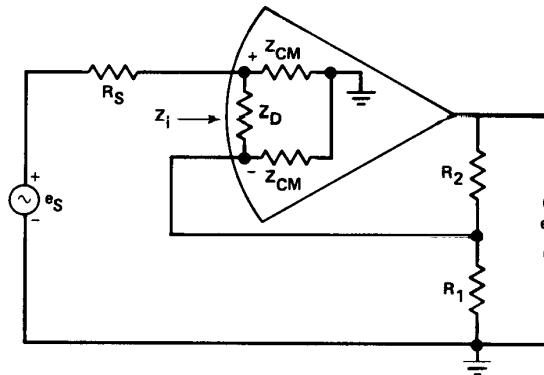 +
Z_CM
R_S
Z_i
Z_D
-
Z_CM
R_2
+
e_S
-
R_1